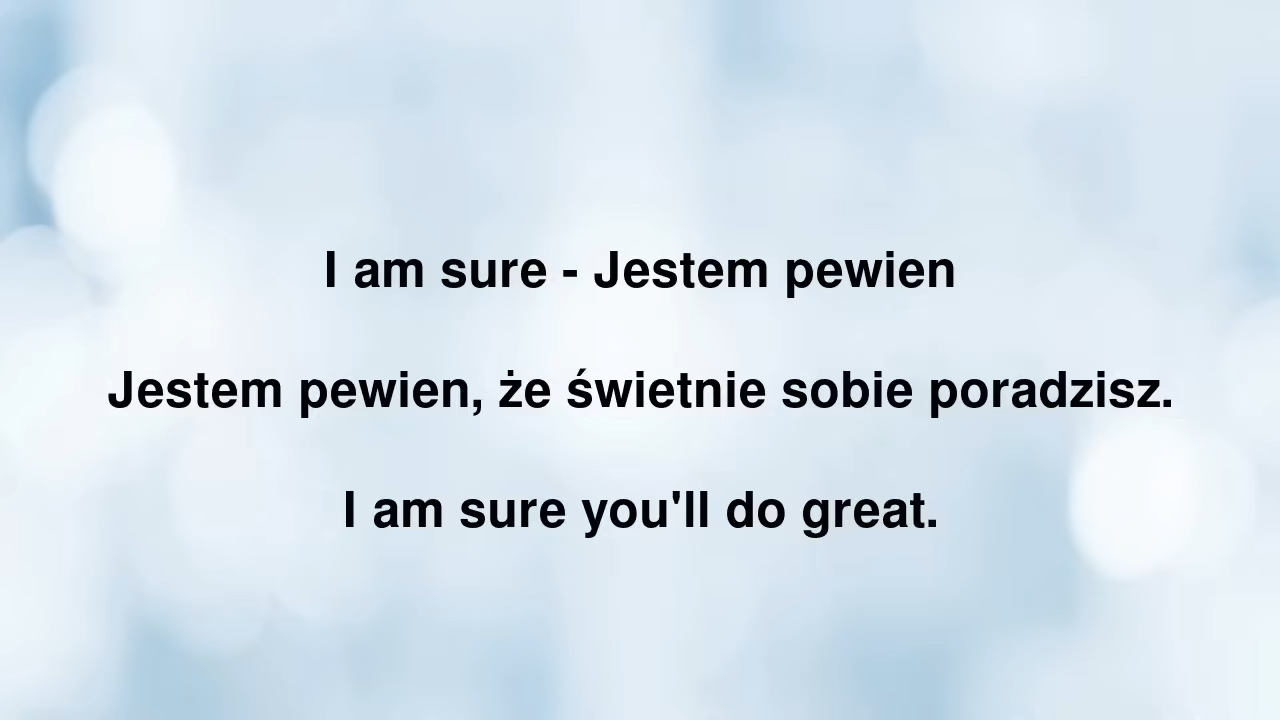 I am sure - Jestem pewien
Jestem pewien, że świetnie sobie poradzisz.
I am sure you'll do great.